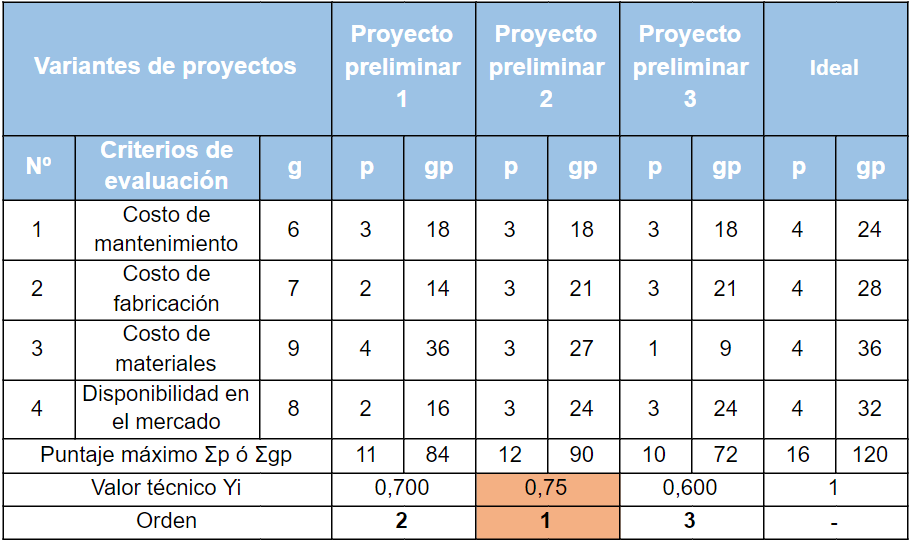 Variantes de proyectos Proyecto preliminar 1 Proyecto preliminar 2 Proyecto preliminar 3 Ideal
Nº Criterios de evaluación g p gp p gp p gp p gp
1 Costo de mantenimiento 6 3 18 3 18 3 18 4 24
2 Costo de fabricación 7 2 14 3 21 3 21 4 28
3 Costo de materiales 9 4 36 3 27 1 9 4 36
4 Disponibilidad en el mercado 8 2 16 3 24 3 24 4 32
Puntaje máximo Σp ó Σgp 11 84 12 90 10 72 16 120
Valor técnico Yi 0,700 0,75 0,600 1
Orden 2 1 3 -